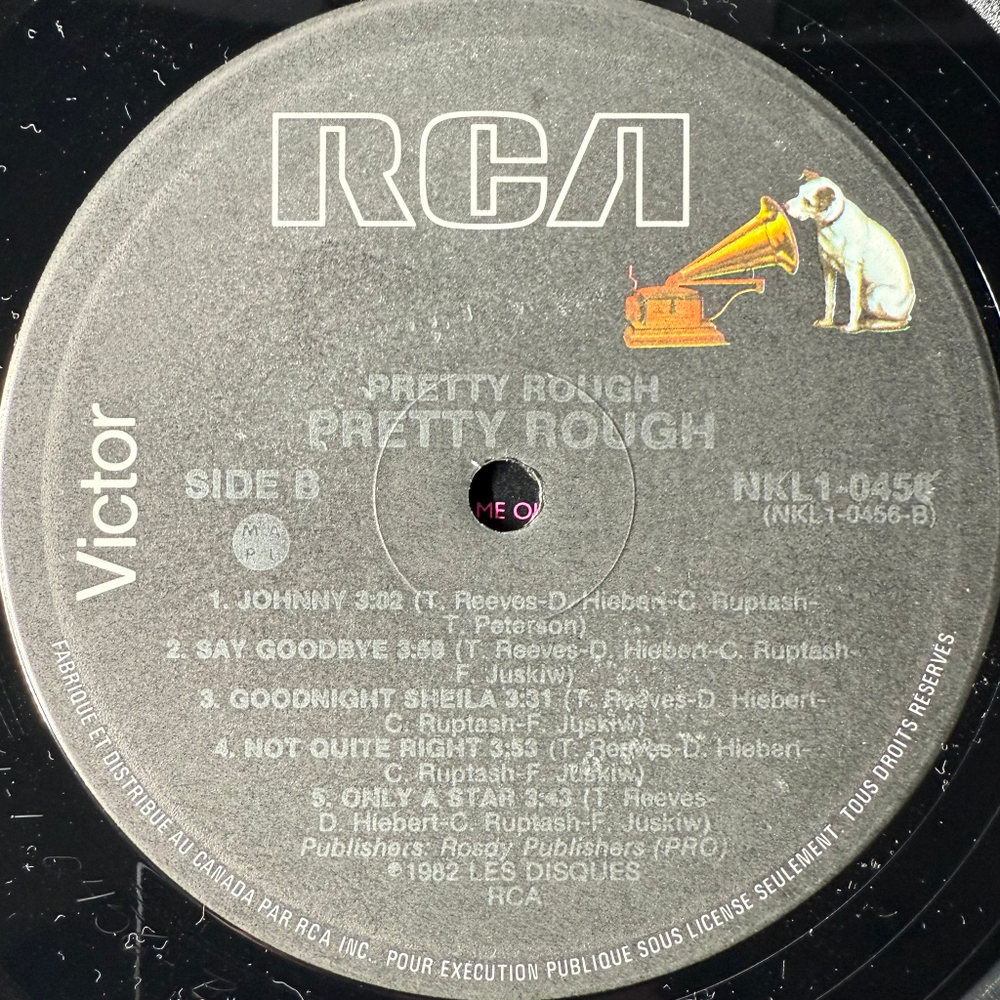 RCA
Victor
PRETTY ROUGH
PRETTY ROUGH
SIDE B
NKL1-0456
(NKL1-0456-B)
M A
P L
ME
1. JOHNNY 3:02 (T. Reeves-D. Hiebert-C. Ruptash-
T. Peterson)
2. SAY GOODBYE 3:58 (T. Reeves-D. Hiebert-C. Ruptash-
F. Juskiw)
3. GOODNIGHT SHEILA 3:31 (T. Reeves-D. Hiebert-
C. Ruptash-F. Juskiw)
4. NOT QUITE RIGHT 3:53 (T. Reeves-D. Hiebert-
C. Ruptash-F. Juskiw)
5. ONLY A STAR 3:43 (T. Reeves-
D. Hiebert-C. Ruptash-F. Juskiw)
Publishers: Rosgy Publishers (PRO)
℗1982 LES DISQUES
RCA
FABRIQUE ET DISTRIBUE AU CANADA PAR RCA INC., POUR EXECUTION PUBLIQUE SOUS LICENSE SEULEMENT. TOUS DROITS RESERVES.